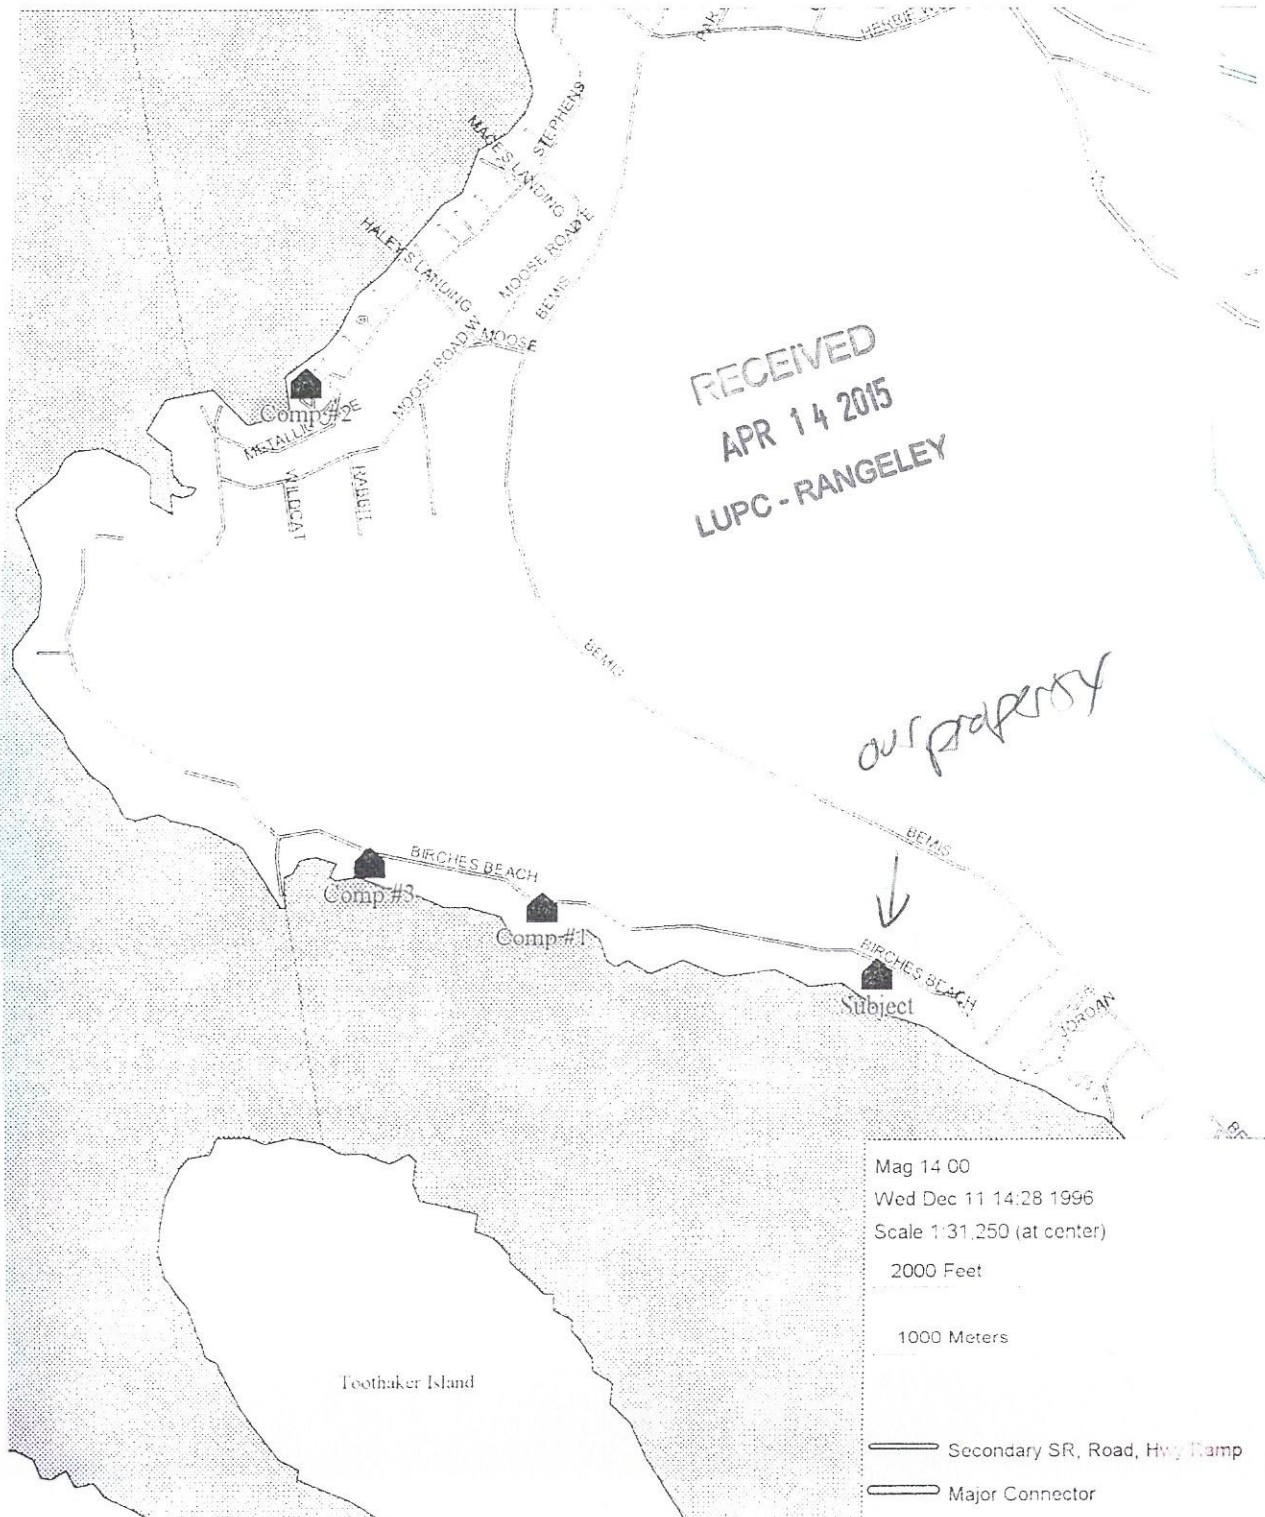 HERBIE W
STEPHENS
MACE'S LANDING
HALEY'S LANDING
MOOSE ROAD E
BEMIS
MOOSE ROAD W
MOOSE
RECEIVED
APR 14 2015
LUPC - RANGELEY
Comp #2
METALLIC
WILDCAT
RABBIT
BEMIS
our property
BEMIS
BIRCHES BEACH
Comp #3
Comp #1
BIRCHES BEACH
Subject
JORDAN
Mag 14 00
Wed Dec 11 14:28 1996
Scale 1:31,250 (at center)
2000 Feet
1000 Meters
Toothaker Island
Secondary SR, Road, Hwy Ramp
Major Connector